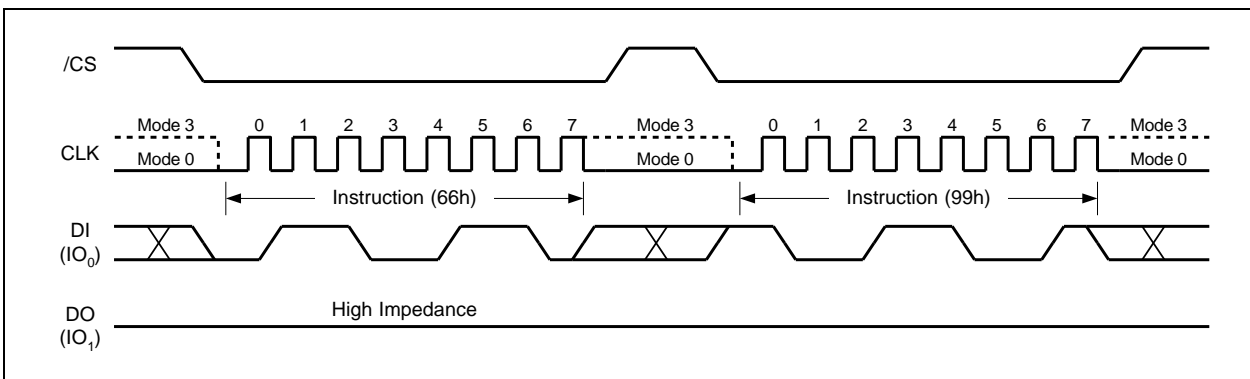 /CS
Mode 3 0 1 2 3 4 5 6 7 Mode 3 0 1 2 3 4 5 6 7 Mode 3
CLK
Mode 0 Mode 0 Mode 0
Instruction (66h) Instruction (99h)
DI
(IO₀)
High Impedance
DO
(IO₁)